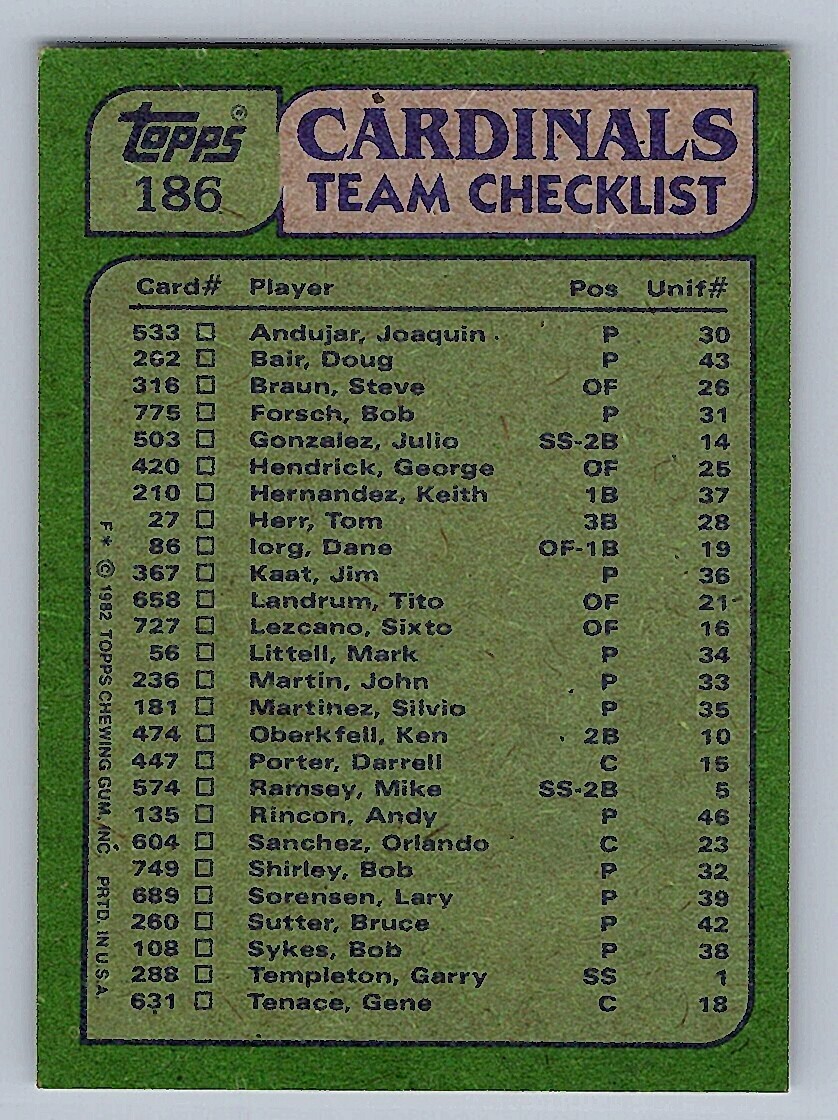 Topps®
186
CARDINALS
TEAM CHECKLIST
Card# Player Pos Unif#
533 □ Andujar, Joaquin P 30
262 □ Bair, Doug P 43
316 □ Braun, Steve OF 26
775 □ Forsch, Bob P 31
503 □ Gonzalez, Julio SS-2B 14
420 □ Hendrick, George OF 25
210 □ Hernandez, Keith 1B 37
27 □ Herr, Tom 3B 28
86 □ Iorg, Dane OF-1B 19
367 □ Kaat, Jim P 36
658 □ Landrum, Tito OF 21
727 □ Lezcano, Sixto OF 16
56 □ Littell, Mark P 34
236 □ Martin, John P 33
181 □ Martinez, Silvio P 35
474 □ Oberkfell, Ken 2B 10
447 □ Porter, Darrell C 15
574 □ Ramsey, Mike SS-2B 5
135 □ Rincon, Andy P 46
604 □ Sanchez, Orlando C 23
749 □ Shirley, Bob P 32
689 □ Sorensen, Lary P 39
260 □ Sutter, Bruce P 42
108 □ Sykes, Bob P 38
288 □ Templeton, Garry SS 1
631 □ Tenace, Gene C 18
F* © 1982 TOPPS CHEWING GUM, INC. PRTD. IN U.S.A.